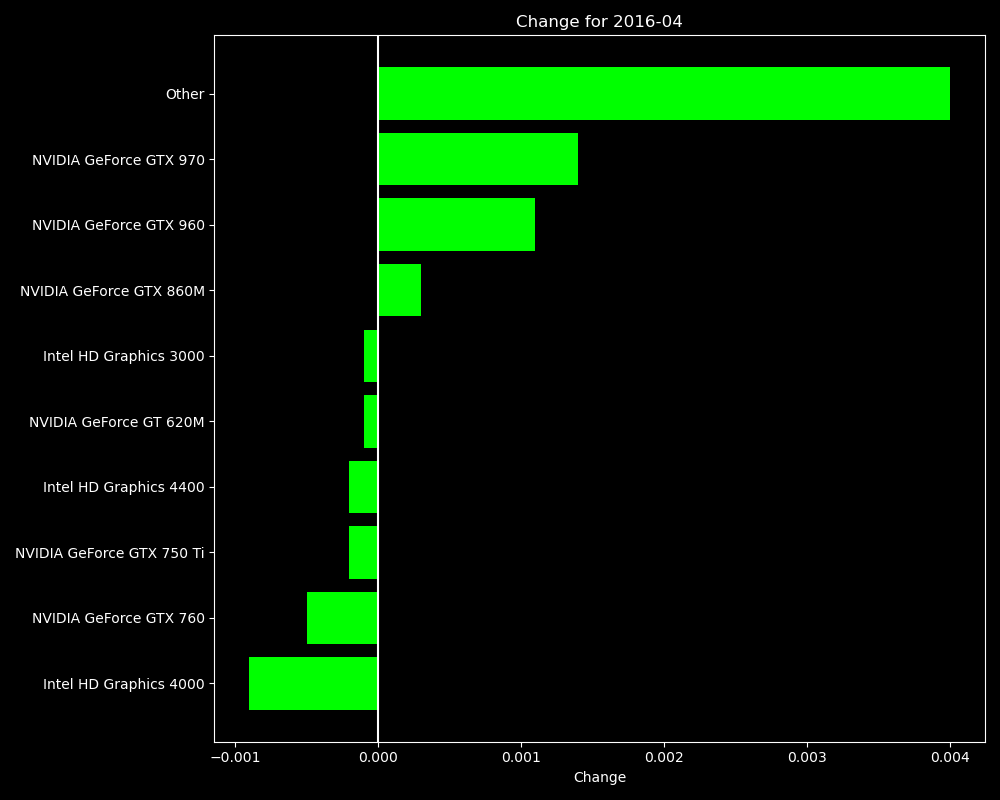 Change for 2016-04
Other
NVIDIA GeForce GTX 970
NVIDIA GeForce GTX 960
NVIDIA GeForce GTX 860M
Intel HD Graphics 3000
NVIDIA GeForce GT 620M
Intel HD Graphics 4400
NVIDIA GeForce GTX 750 Ti
NVIDIA GeForce GTX 760
Intel HD Graphics 4000
−0.001 0.000 0.001 0.002 0.003 0.004
Change